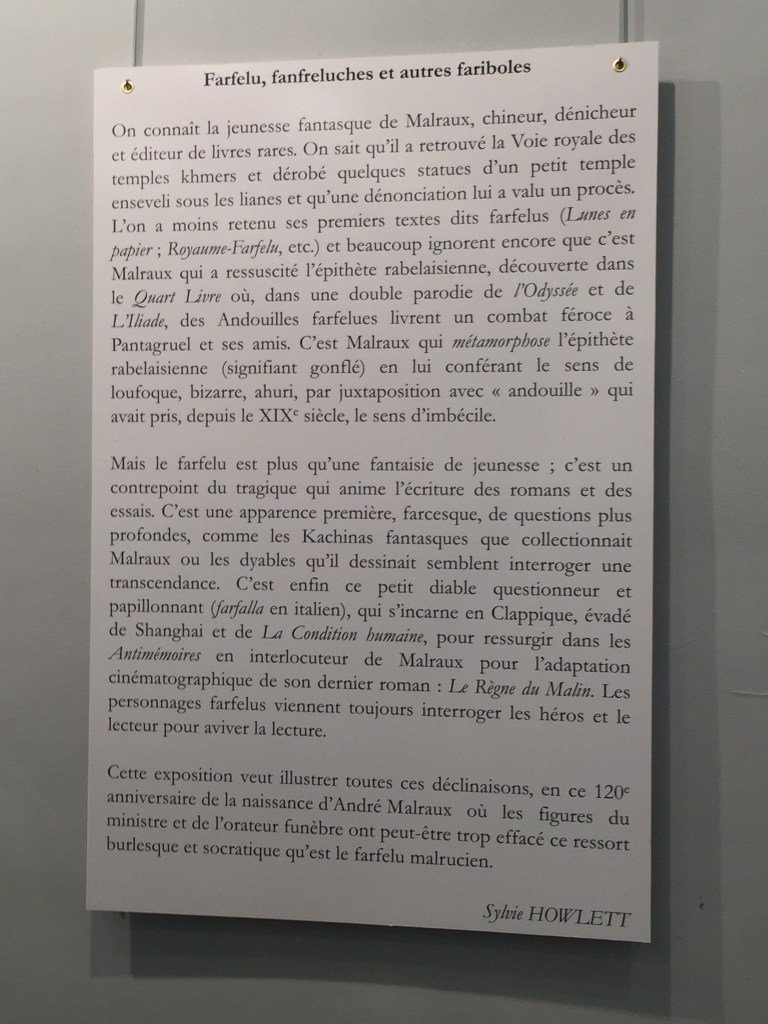 Farfelu, fanfreluches et autres fariboles
On connaît la jeunesse fantasque de Malraux, chineur, dénicheur
et éditeur de livres rares. On sait qu'il a retrouvé la Voie royale des
temples khmers et dérobé quelques statues d'un petit temple
enseveli sous les lianes et qu'une dénonciation lui a valu un procès.
L'on a moins retenu ses premiers textes dits farfelus (Lunes en
papier ; Royaume-Farfelu, etc.) et beaucoup ignorent encore que c'est
Malraux qui a ressuscité l'épithète rabelaisienne, découverte dans
le Quart Livre où, dans une double parodie de l'Odyssée et de
L'Iliade, des Andouilles farfelues livrent un combat féroce à
Pantagruel et ses amis. C'est Malraux qui métamorphose l'épithète
rabelaisienne (signifiant gonflé) en lui conférant le sens de
loufoque, bizarre, ahuri, par juxtaposition avec « andouille » qui
avait pris, depuis le XIXe siècle, le sens d'imbécile.
Mais le farfelu est plus qu'une fantaisie de jeunesse ; c'est un
contrepoint du tragique qui anime l'écriture des romans et des
essais. C'est une apparence première, farcesque, de questions plus
profondes, comme les Kachinas fantasques que collectionnait
Malraux ou les dyables qu'il dessinait semblent interroger une
transcendance. C'est enfin ce petit diable questionneur et
papillonnant (farfalla en italien), qui s'incarne en Clappique, évadé
de Shanghai et de La Condition humaine, pour ressurgir dans les
Antimémoires en interlocuteur de Malraux pour l'adaptation
cinématographique de son dernier roman : Le Règne du Malin. Les
personnages farfelus viennent toujours interroger les héros et le
lecteur pour aviver la lecture.
Cette exposition veut illustrer toutes ces déclinaisons, en ce 120e
anniversaire de la naissance d'André Malraux où les figures du
ministre et de l'orateur funèbre ont peut-être trop effacé ce ressort
burlesque et socratique qu'est le farfelu malrucien.
Sylvie HOWLETT